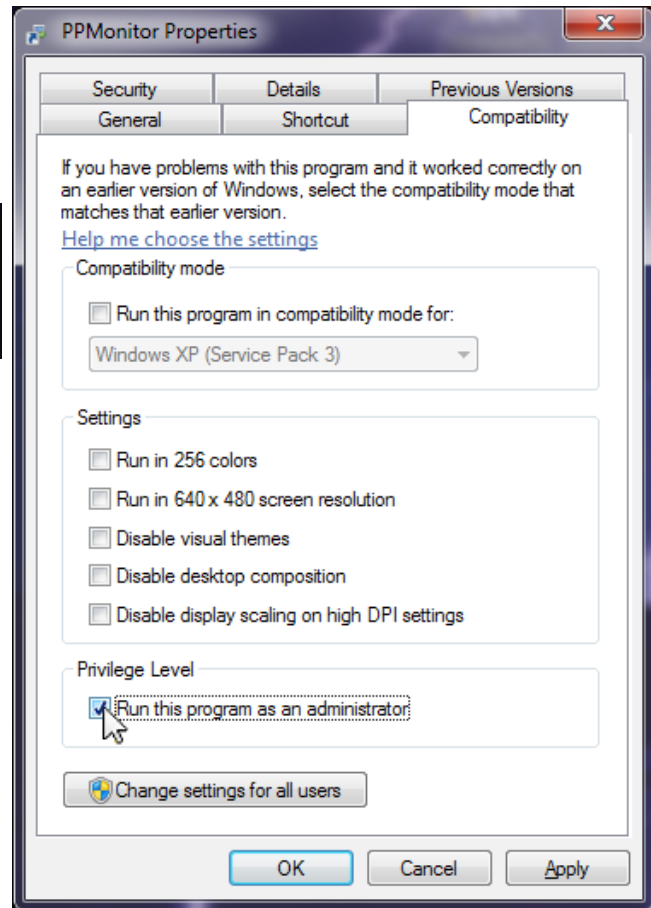 PPMonitor Properties
Security Details Previous Versions
General Shortcut Compatibility
If you have problems with this program and it worked correctly on
an earlier version of Windows, select the compatibility mode that
matches that earlier version.
Help me choose the settings
Compatibility mode
Run this program in compatibility mode for:
Windows XP (Service Pack 3)
Settings
Run in 256 colors
Run in 640 x 480 screen resolution
Disable visual themes
Disable desktop composition
Disable display scaling on high DPI settings
Privilege Level
Run this program as an administrator
Change settings for all users
OK Cancel Apply